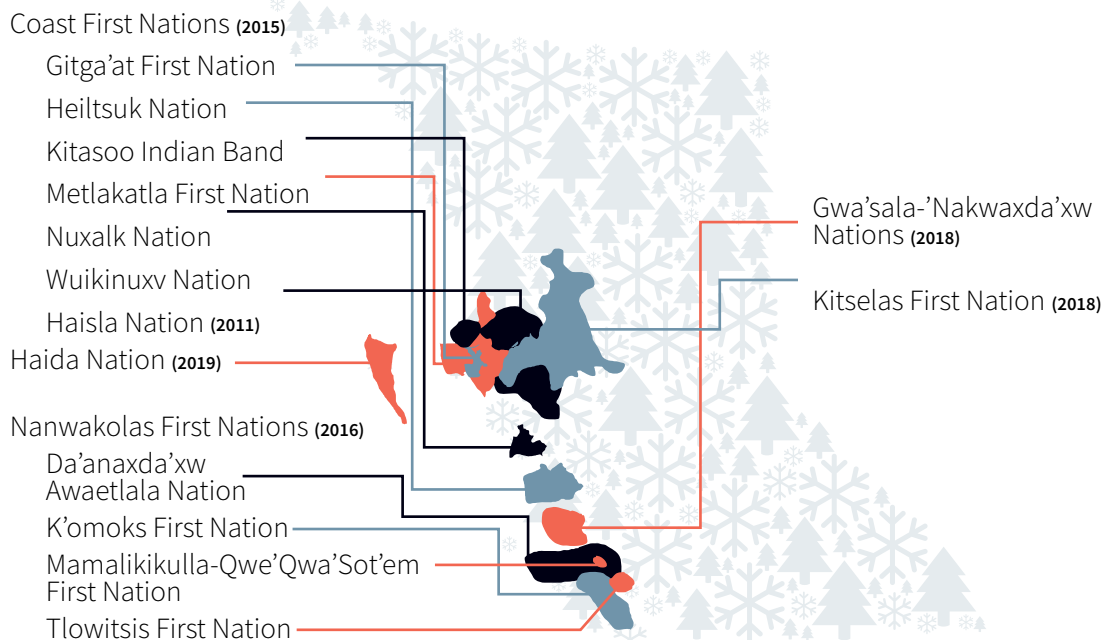 Coast First Nations (2015)
Gitga’at First Nation
Heiltsuk Nation
Kitasoo Indian Band
Metlakatla First Nation
Nuxalk Nation
Wuikinuxv Nation
Haisla Nation (2011)
Haida Nation (2019)
Nanwakolas First Nations (2016)
Da’anaxda’xw
Awaetlala Nation
K’omoks First Nation
Mamalikikulla-Qwe’Qwa’Sot’em
First Nation
Tlowitsis First Nation
Gwa’sala-’Nakwaxda’xw
Nations (2018)
Kitselas First Nation (2018)